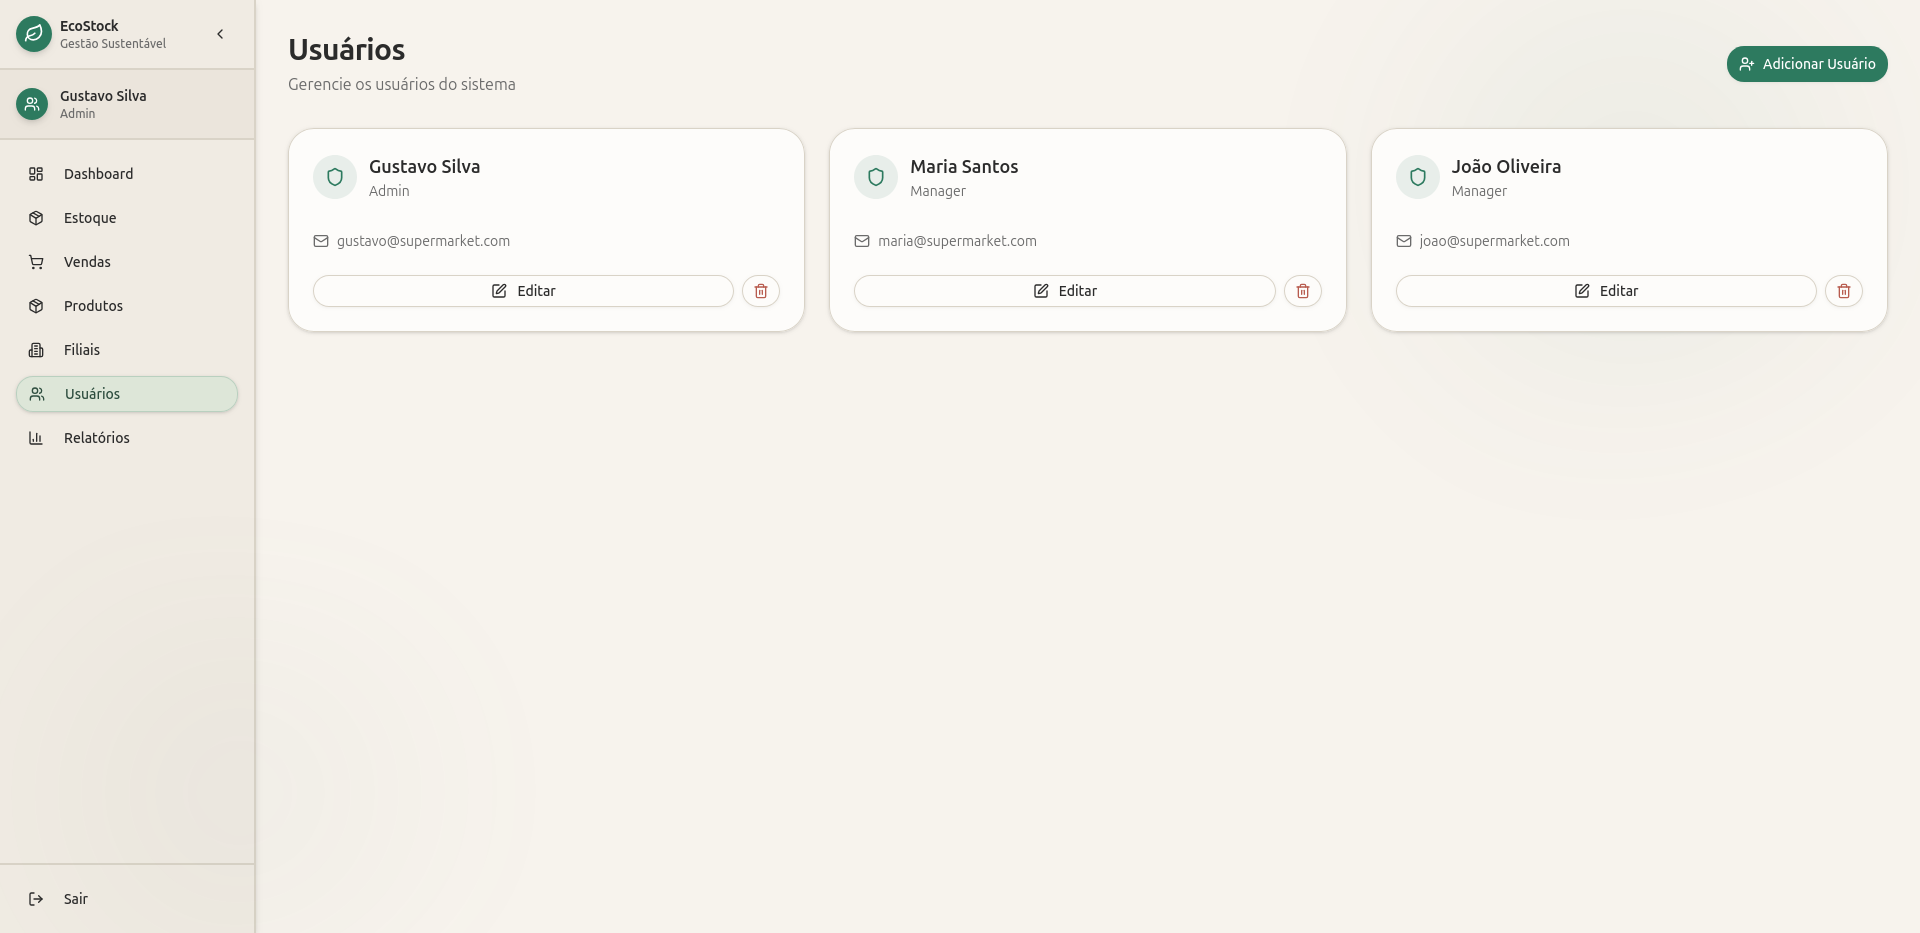 EcoStock
Gestão Sustentável
Gustavo Silva
Admin
Dashboard
Estoque
Vendas
Produtos
Filiais
Usuários
Relatórios
Sair
Usuários
Gerencie os usuários do sistema
Adicionar Usuário
Gustavo Silva
Admin
gustavo@supermarket.com
Editar
Maria Santos
Manager
maria@supermarket.com
Editar
João Oliveira
Manager
joao@supermarket.com
Editar